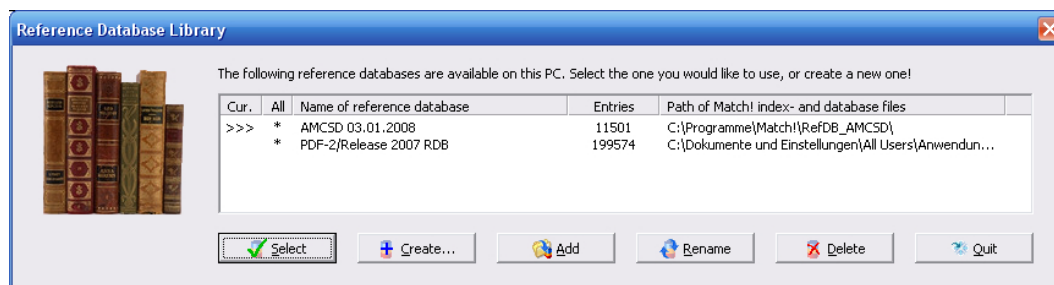 Reference Database Library
The following reference databases are available on this PC. Select the one you would like to use, or create a new one!
Cur. All Name of reference database Entries Path of Match! index- and database files
>>> * AMCSD 03.01.2008 11501 C:\Programme\Match!\RefDB_AMCSD\
* PDF-2/Release 2007 RDB 199574 C:\Dokumente und Einstellungen\All Users\Anwendun...
Select Create... Add Rename Delete Quit